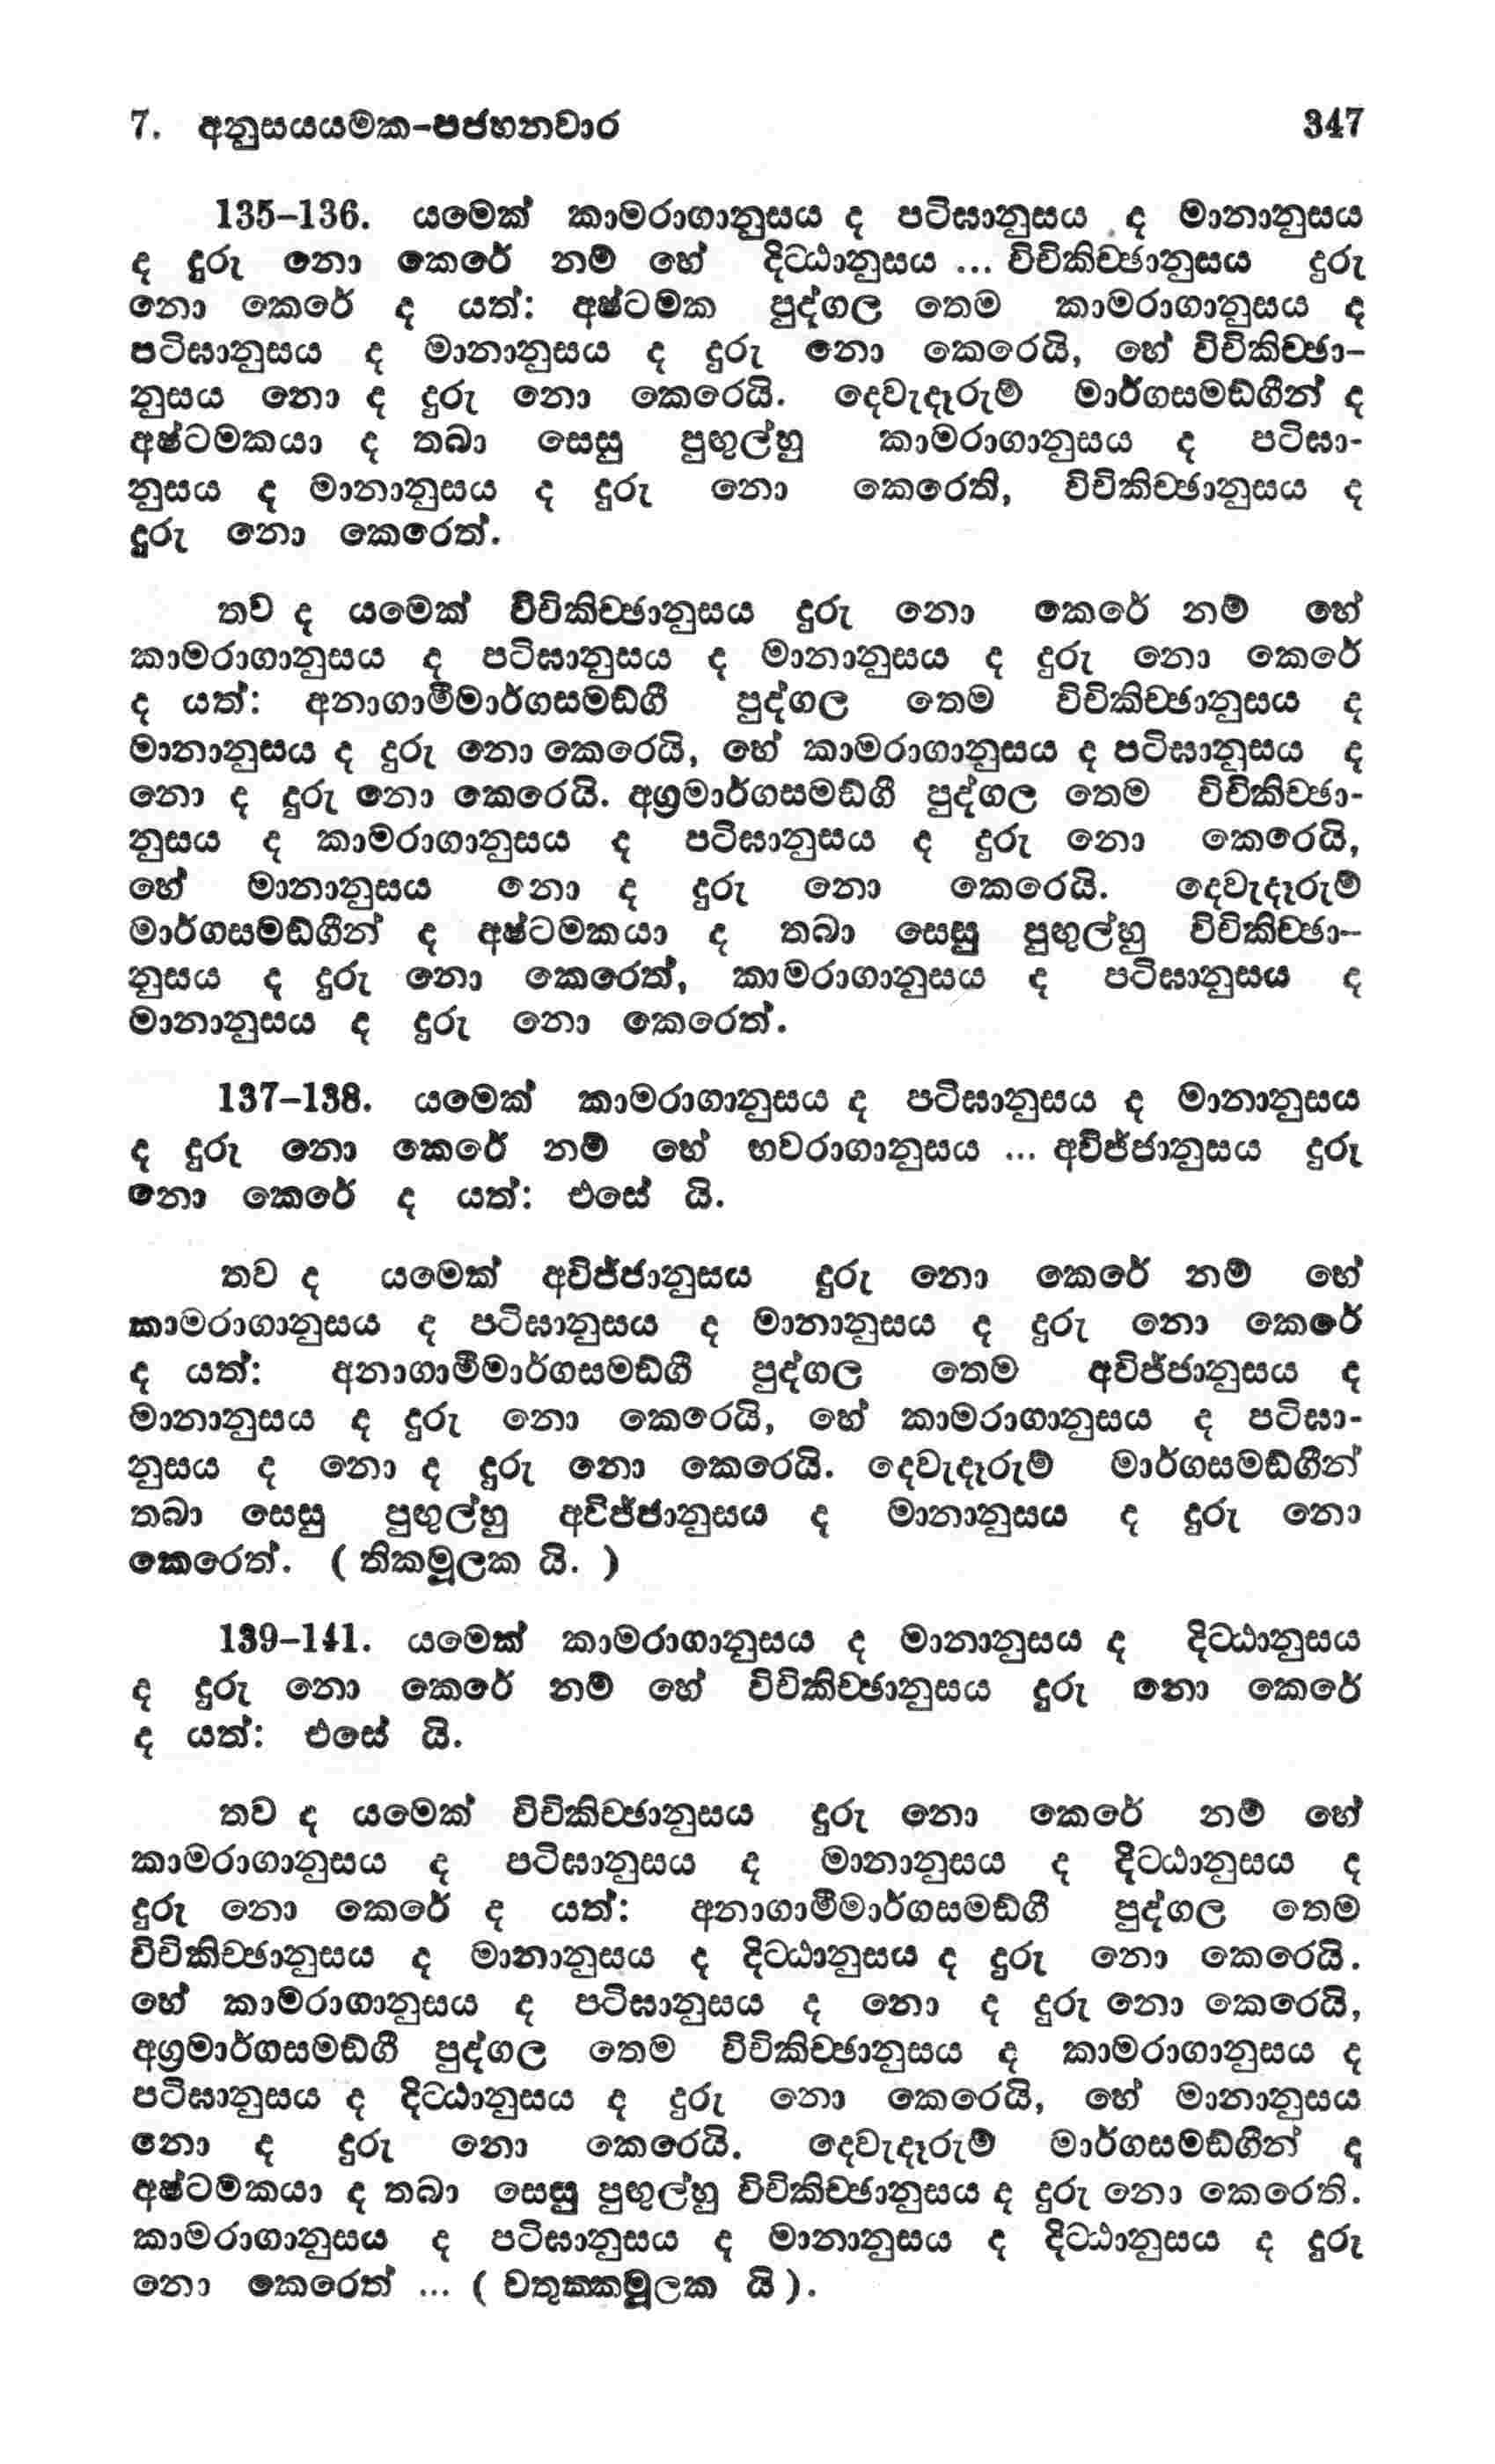 7. අනුසයයමක-පජහනවාර 347
135–136. යමෙක් කාමරාගානුසය ද පටිඝානුසය ද මානානුසය
ද දුරු නො කෙරේ නම් හේ දිට්ඨානුසය ... විචිකිච්ඡානුසය දුරු
නො කෙරේ ද යත්: අෂ්ටමක පුද්ගල තෙම කාමරාගානුසය ද
පටිඝානුසය ද මානානුසය ද දුරු නො කෙරෙයි, හේ විචිකිච්ඡා-
නුසය නො ද දුරු නො කෙරෙයි. දෙවැදෑරුම් මාර්ගසමඞ්ගීන් ද
අෂ්ටමකයා ද තබා සෙසු පුඟුල්හු කාමරාගානුසය ද පටිඝා-
නුසය ද මානානුසය ද දුරු නො කෙරෙති, විචිකිච්ඡානුසය ද
දුරු නො කෙරෙත්.
තව ද යමෙක් විචිකිච්ඡානුසය දුරු නො කෙරේ නම් හේ
කාමරාගානුසය ද පටිඝානුසය ද මානානුසය ද දුරු නො කෙරේ
ද යත්: අනාගාමීමාර්ගසමඞ්ගී පුද්ගල තෙම විචිකිච්ඡානුසය ද
මානානුසය ද දුරු නො කෙරෙයි, හේ කාමරාගානුසය ද පටිඝානුසය ද
නො ද දුරු නො කෙරෙයි. අග්‍රමාර්ගසමඞ්ගී පුද්ගල තෙම විචිකිච්ඡා-
නුසය ද කාමරාගානුසය ද පටිඝානුසය ද දුරු නො කෙරෙයි,
හේ මානානුසය නො ද දුරු නො කෙරෙයි. දෙවැදෑරුම්
මාර්ගසමඞ්ගීන් ද අෂ්ටමකයා ද තබා සෙසු පුඟුල්හු විචිකිච්ඡා-
නුසය ද දුරු නො කෙරෙත්, කාමරාගානුසය ද පටිඝානුසය ද
මානානුසය ද දුරු නො කෙරෙත්.
137–138. යමෙක් කාමරාගානුසය ද පටිඝානුසය ද මානානුසය
ද දුරු නො කෙරේ නම් හේ භවරාගානුසය ... අවිජ්ජානුසය දුරු
නො කෙරේ ද යත්: එසේ යි.
තව ද යමෙක් අවිජ්ජානුසය දුරු නො කෙරේ නම් හේ
කාමරාගානුසය ද පටිඝානුසය ද මානානුසය ද දුරු නො කෙරේ
ද යත්: අනාගාමීමාර්ගසමඞ්ගී පුද්ගල තෙම අවිජ්ජානුසය ද
මානානුසය ද දුරු නො කෙරෙයි, හේ කාමරාගානුසය ද පටිඝා-
නුසය ද නො ද දුරු නො කෙරෙයි. දෙවැදෑරුම් මාර්ගසමඞ්ගීන්
තබා සෙසු පුඟුල්හු අවිජ්ජානුසය ද මානානුසය ද දුරු නො
කෙරෙත්. ( තිකමූලක යි. )
139–141. යමෙක් කාමරාගානුසය ද මානානුසය ද දිට්ඨානුසය
ද දුරු නො කෙරේ නම් හේ විචිකිච්ඡානුසය දුරු නො කෙරේ
ද යත්: එසේ යි.
තව ද යමෙක් විචිකිච්ඡානුසය දුරු නො කෙරේ නම් හේ
කාමරාගානුසය ද පටිඝානුසය ද මානානුසය ද දිට්ඨානුසය ද
දුරු නො කෙරේ ද යත්: අනාගාමීමාර්ගසමඞ්ගී පුද්ගල තෙම
විචිකිච්ඡානුසය ද මානානුසය ද දිට්ඨානුසය ද දුරු නො කෙරෙයි.
හේ කාමරාගානුසය ද පටිඝානුසය ද නො ද දුරු නො කෙරෙයි,
අග්‍රමාර්ගසමඞ්ගී පුද්ගල තෙම විචිකිච්ඡානුසය ද කාමරාගානුසය ද
පටිඝානුසය ද දිට්ඨානුසය ද දුරු නො කෙරෙයි, හේ මානානුසය
නො ද දුරු නො කෙරෙයි. දෙවැදෑරුම් මාර්ගසමඞ්ගීන් ද
අෂ්ටමකයා ද තබා සෙසු පුඟුල්හු විචිකිච්ඡානුසය ද දුරු නො කෙරෙති.
කාමරාගානුසය ද පටිඝානුසය ද මානානුසය ද දිට්ඨානුසය ද දුරු
නො කෙරෙත් ... ( චතුක්කමූලක යි).